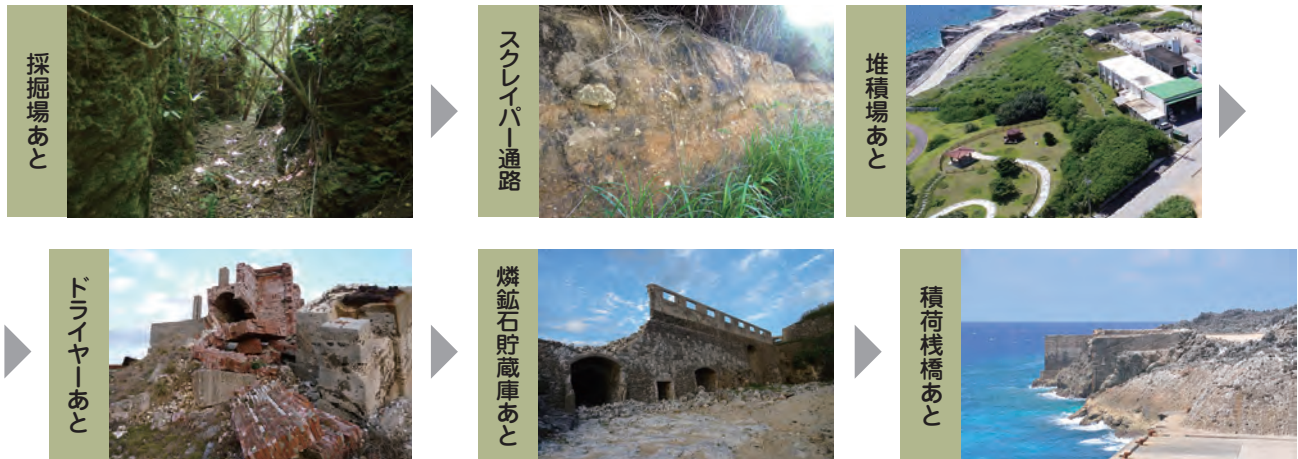 採掘場あと
スクレイパー通路
堆積場あと
ドライヤーあと
燐鉱石貯蔵庫あと
積荷桟橋あと